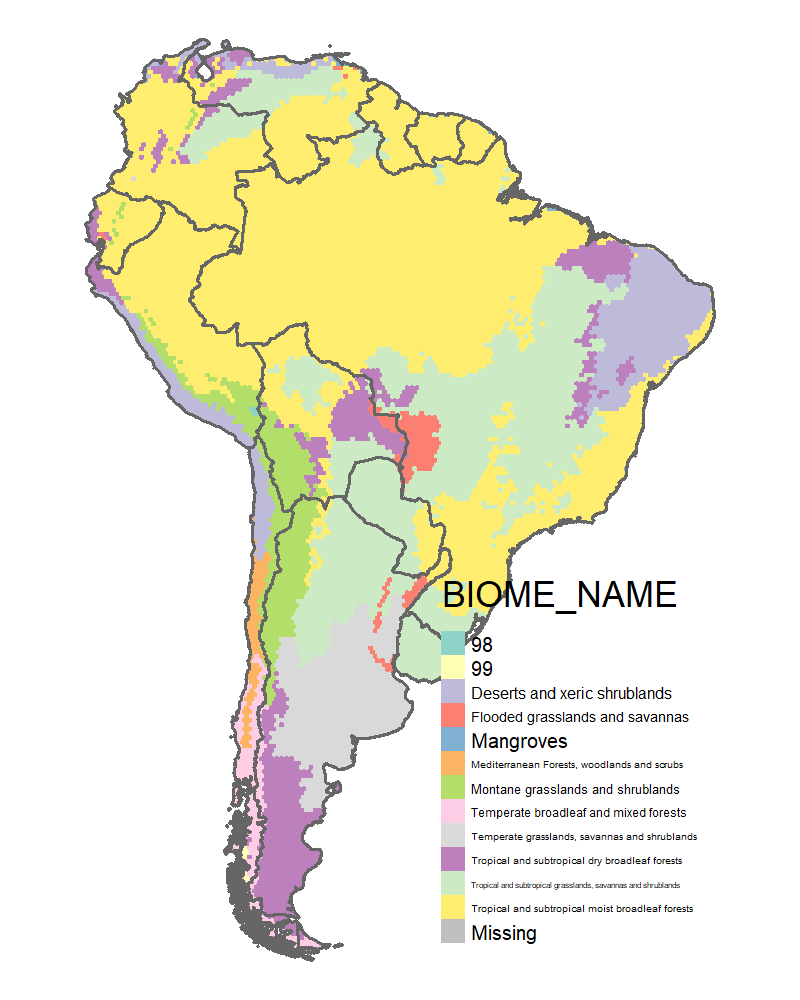 BIOME_NAME
98
99
Deserts and xeric shrublands
Flooded grasslands and savannas
Mangroves
Mediterranean Forests, woodlands and scrubs
Montane grasslands and shrublands
Temperate broadleaf and mixed forests
Temperate grasslands, savannas and shrublands
Tropical and subtropical dry broadleaf forests
Tropical and subtropical grasslands, savannas and shrublands
Tropical and subtropical moist broadleaf forests
Missing